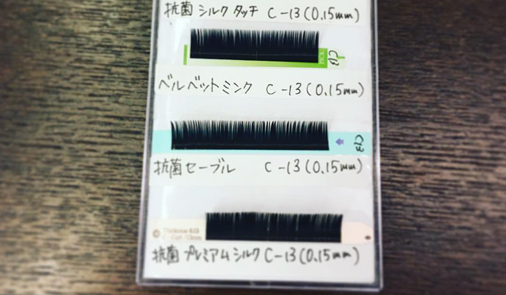 抗菌 シルクタッチ C-13(0.15mm)
ベルベットミンク C-13(0.15mm)
C13
抗菌セーブル C-13(0.15mm)
抗菌 プレミアムシルク C-13(0.15mm)